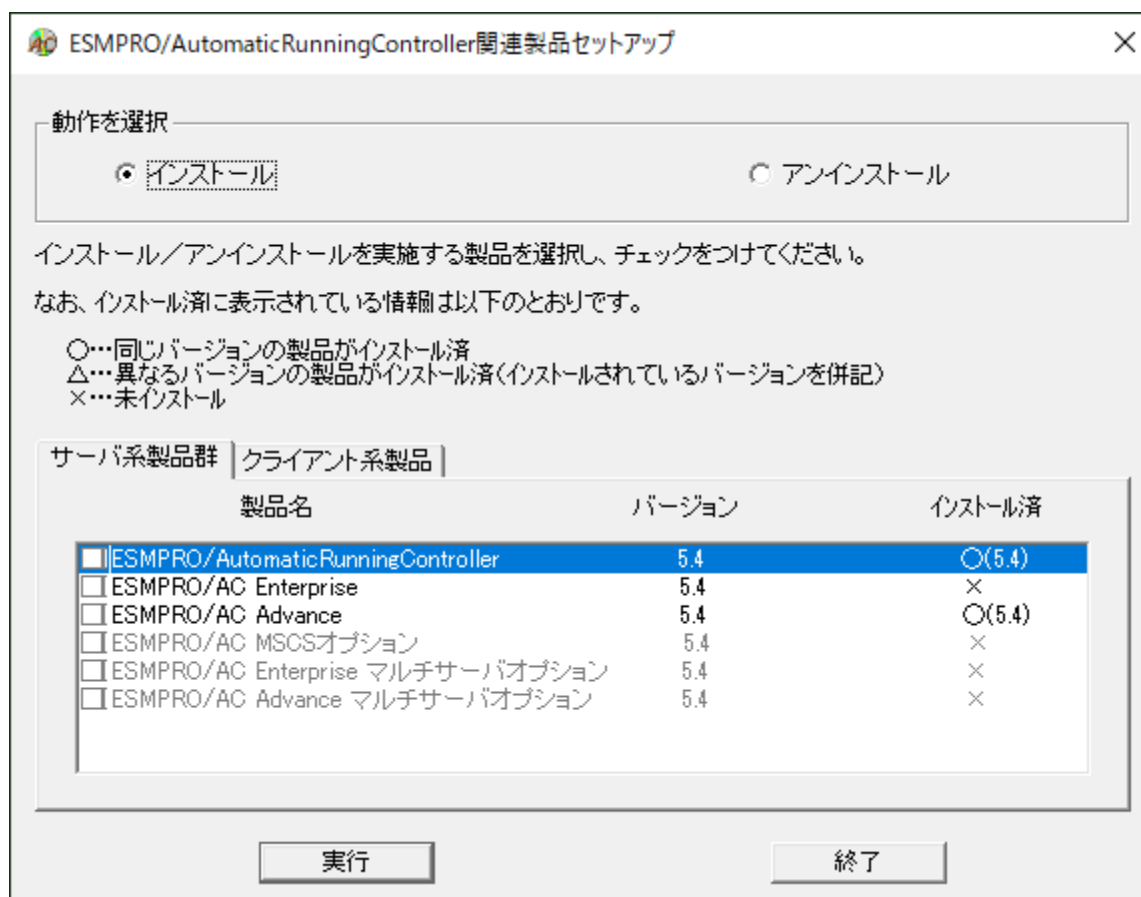 ESMPRO/AutomaticRunningController関連製品セットアップ
動作を選択
インストール アンインストール
インストール／アンインストールを実施する製品を選択し、チェックをつけてください。
なお、インストール済に表示されている情報は以下のとおりです。
○…同じバージョンの製品がインストール済
△…異なるバージョンの製品がインストール済(インストールされているバージョンを併記)
×…未インストール
サーバ系製品群 クライアント系製品
製品名 バージョン インストール済
ESMPRO/AutomaticRunningController 5.4 ○(5.4)
ESMPRO/AC Enterprise 5.4 ×
ESMPRO/AC Advance 5.4 ○(5.4)
ESMPRO/AC MSCSオプション 5.4 ×
ESMPRO/AC Enterprise マルチサーバオプション 5.4 ×
ESMPRO/AC Advance マルチサーバオプション 5.4 ×
実行 終了